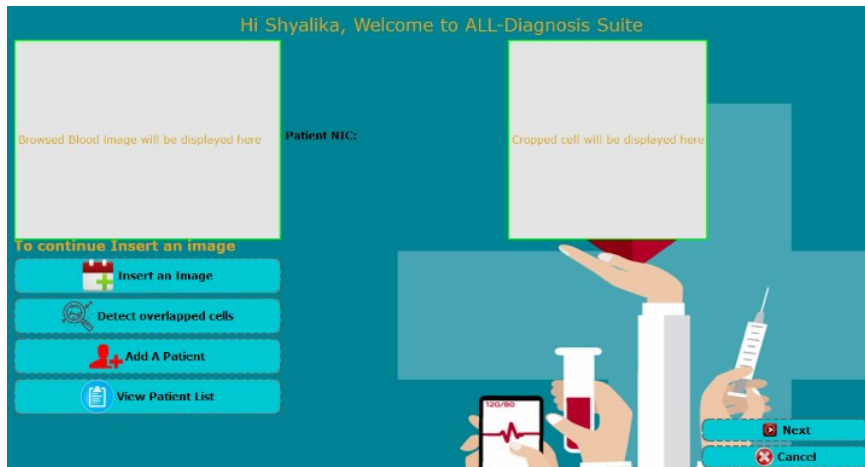 Hi Shyalika, Welcome to ALL-Diagnosis Suite
Browsed Blood image will be displayed here
Patient NIC:
Cropped cell will be displayed here
To continue Insert an image
Insert an Image
Detect overlapped cells
Add A Patient
View Patient List
120/80
Next
Cancel